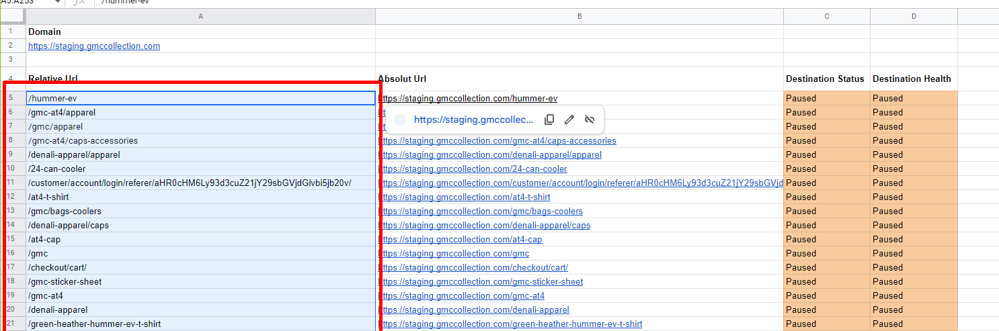 A5:A253 fx /hummer-ev
A B C D
1 Domain
2 https://staging.gmccollection.com
3
4 Relative Url Absolut Url Destination Status Destination Health
5 /hummer-ev https://staging.gmccollection.com/hummer-ev Paused Paused
6 /gmc-at4/apparel Paused Paused
https://staging.gmccollec...
7 /gmc/apparel Paused Paused
8 /gmc-at4/caps-accessories https://staging.gmccollection.com/gmc-at4/caps-accessories Paused Paused
9 /denali-apparel/apparel https://staging.gmccollection.com/denali-apparel/apparel Paused Paused
10 /24-can-cooler https://staging.gmccollection.com/24-can-cooler Paused Paused
11 /customer/account/login/referer/aHR0cHM6Ly93d3cuZ21jY29sbGVjdGlvbi5jb20v/ https://staging.gmccollection.com/customer/account/login/referer/aHR0cHM6Ly93d3cuZ21jY29sbGVjd Paused Paused
12 /at4-t-shirt https://staging.gmccollection.com/at4-t-shirt Paused Paused
13 /gmc/bags-coolers https://staging.gmccollection.com/gmc/bags-coolers Paused Paused
14 /denali-apparel/caps https://staging.gmccollection.com/denali-apparel/caps Paused Paused
15 /at4-cap https://staging.gmccollection.com/at4-cap Paused Paused
16 /gmc https://staging.gmccollection.com/gmc Paused Paused
17 /checkout/cart/ https://staging.gmccollection.com/checkout/cart/ Paused Paused
18 /gmc-sticker-sheet https://staging.gmccollection.com/gmc-sticker-sheet Paused Paused
19 /gmc-at4 https://staging.gmccollection.com/gmc-at4 Paused Paused
20 /denali-apparel https://staging.gmccollection.com/denali-apparel Paused Paused
21 /green-heather-hummer-ev-t-shirt https://staging.gmccollection.com/green-heather-hummer-ev-t-shirt Paused Paused